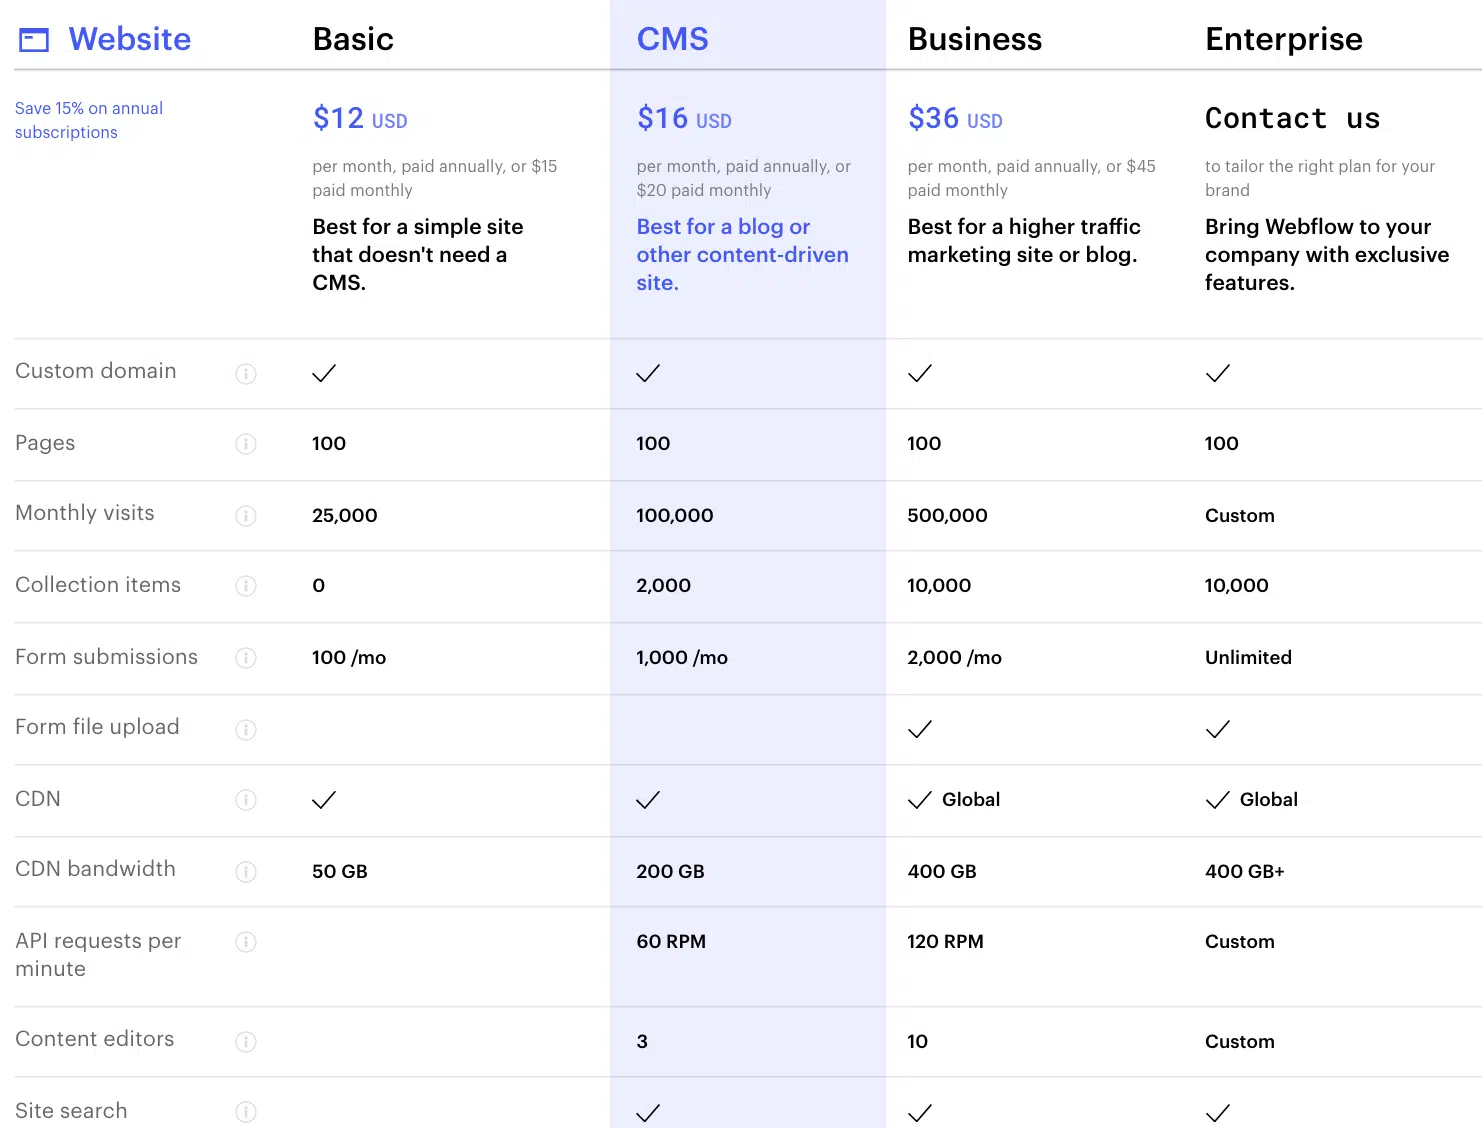 Website Basic CMS Business Enterprise
Save 15% on annual
subscriptions
$12 USD
per month, paid annually, or $15
paid monthly
Best for a simple site
that doesn't need a
CMS.
$16 USD
per month, paid annually, or
$20 paid monthly
Best for a blog or
other content-driven
site.
$36 USD
per month, paid annually, or $45
paid monthly
Best for a higher traffic
marketing site or blog.
Contact us
to tailor the right plan for your
brand
Bring Webflow to your
company with exclusive
features.
Custom domain
Pages 100 100 100 100
Monthly visits 25,000 100,000 500,000 Custom
Collection items 0 2,000 10,000 10,000
Form submissions 100 /mo 1,000 /mo 2,000 /mo Unlimited
Form file upload
CDN Global Global
CDN bandwidth 50 GB 200 GB 400 GB 400 GB+
API requests per 60 RPM 120 RPM Custom
minute
Content editors 3 10 Custom
Site search